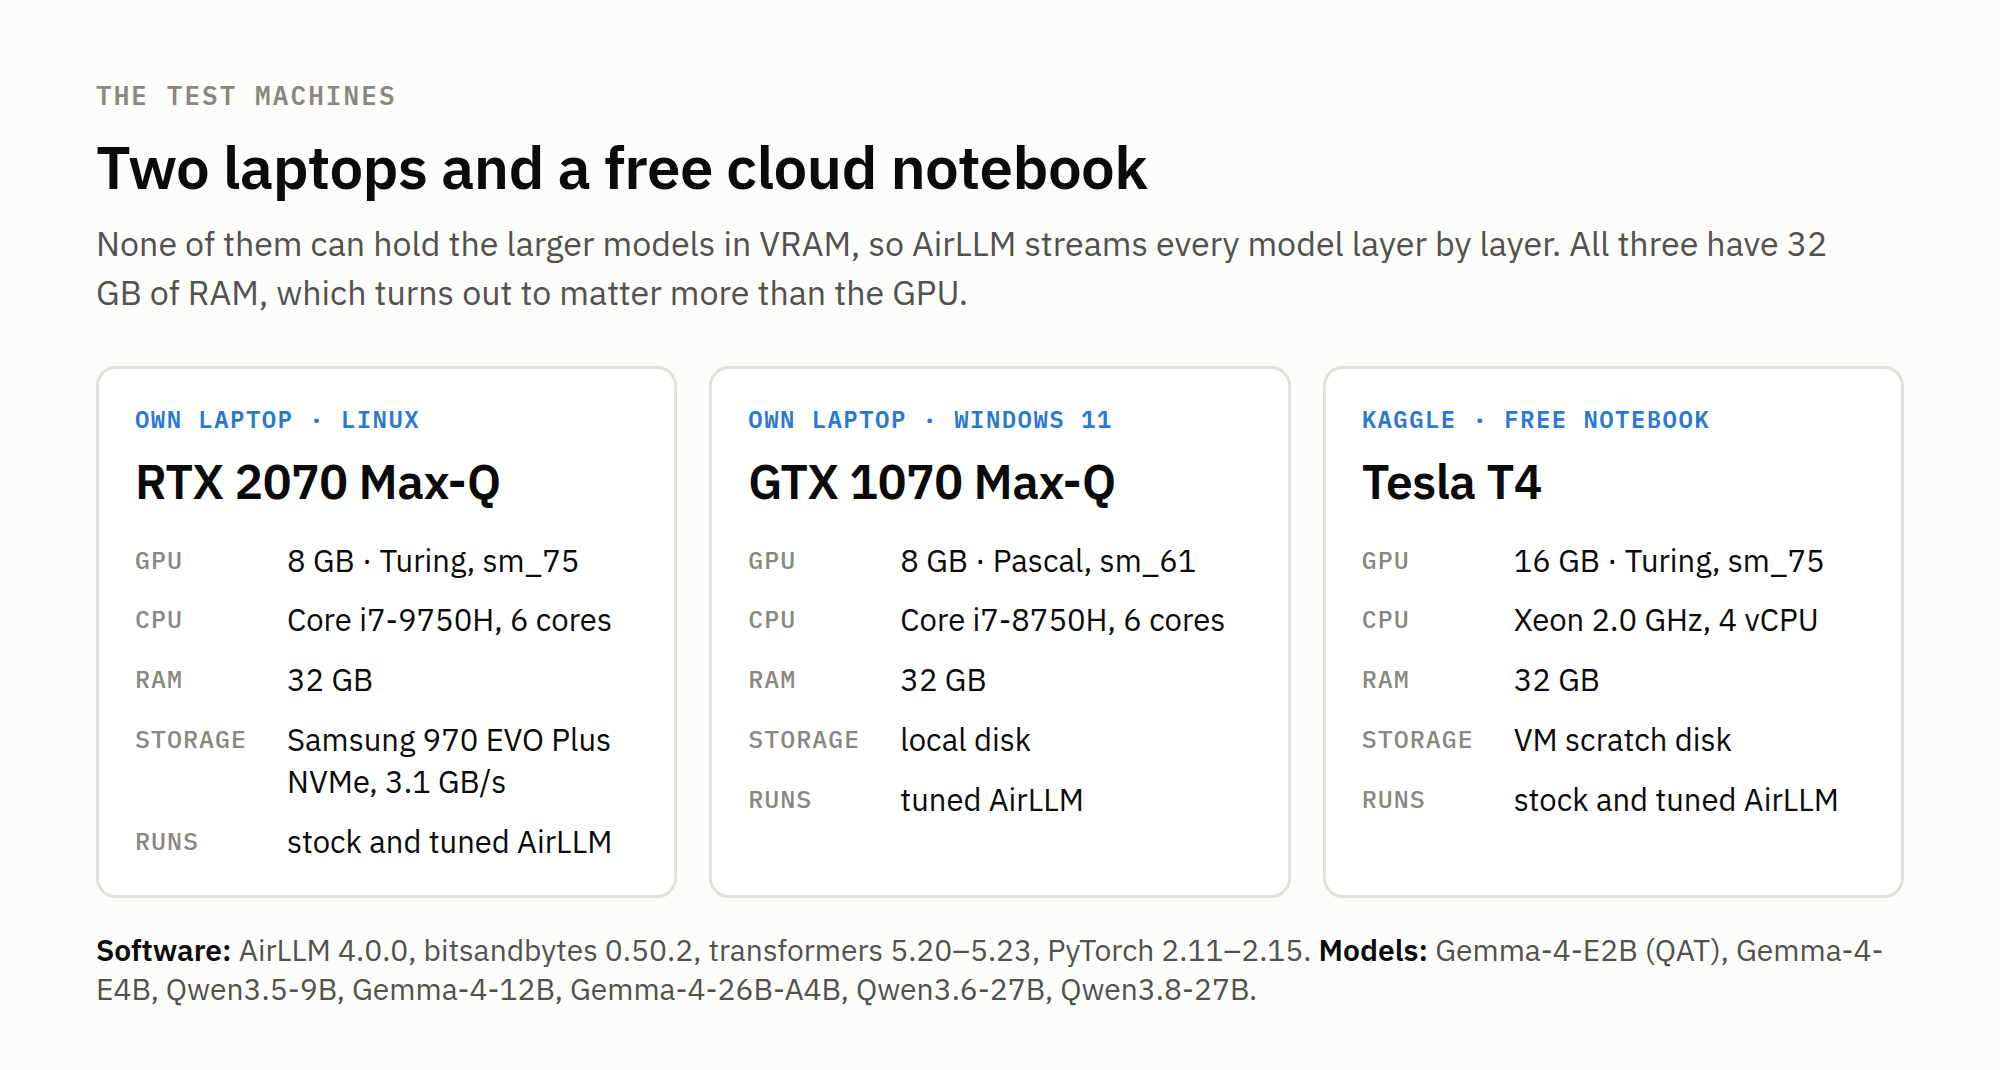 THE TEST MACHINES
Two laptops and a free cloud notebook
None of them can hold the larger models in VRAM, so AirLLM streams every model layer by layer. All three have 32
GB of RAM, which turns out to matter more than the GPU.
OWN LAPTOP · LINUX
RTX 2070 Max-Q
GPU 8 GB · Turing, sm_75
CPU Core i7-9750H, 6 cores
RAM 32 GB
STORAGE Samsung 970 EVO Plus
NVMe, 3.1 GB/s
RUNS stock and tuned AirLLM
OWN LAPTOP · WINDOWS 11
GTX 1070 Max-Q
GPU 8 GB · Pascal, sm_61
CPU Core i7-8750H, 6 cores
RAM 32 GB
STORAGE local disk
RUNS tuned AirLLM
KAGGLE · FREE NOTEBOOK
Tesla T4
GPU 16 GB · Turing, sm_75
CPU Xeon 2.0 GHz, 4 vCPU
RAM 32 GB
STORAGE VM scratch disk
RUNS stock and tuned AirLLM
Software: AirLLM 4.0.0, bitsandbytes 0.50.2, transformers 5.20–5.23, PyTorch 2.11–2.15. Models: Gemma-4-E2B (QAT), Gemma-4-
E4B, Qwen3.5-9B, Gemma-4-12B, Gemma-4-26B-A4B, Qwen3.6-27B, Qwen3.8-27B.